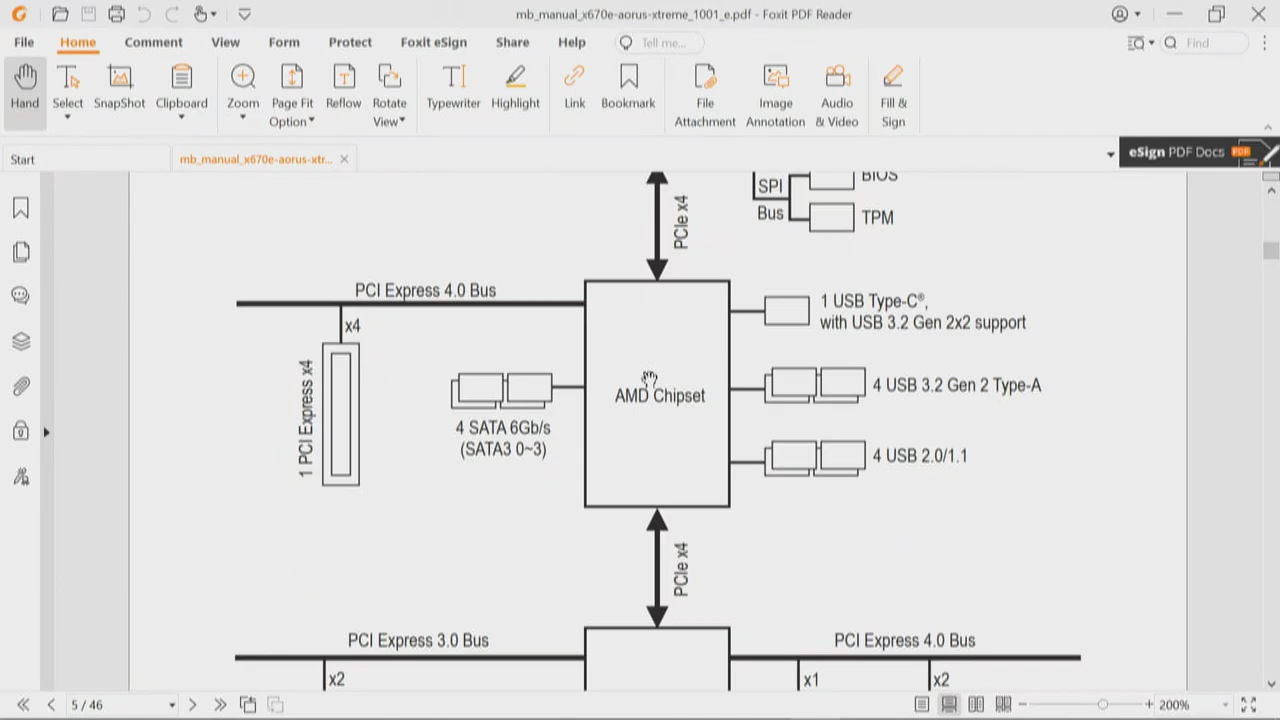 mb_manual_x670e-aorus-xtreme_1001_e.pdf - Foxit PDF Reader
File Home Comment View Form Protect Foxit eSign Share Help Tell me... Find
Hand Select SnapShot Clipboard Zoom Page Fit Option Reflow Rotate View Typewriter Highlight Link Bookmark File Attachment Image Annotation Audio & Video Fill & Sign
Start mb_manual_x670e-aorus-xtr... eSign PDF Docs PDF
SPI
Bus
BIOS
TPM
PCIe x4
PCI Express 4.0 Bus
x4
1 PCI Express x4
4 SATA 6Gb/s
(SATA3 0~3)
AMD Chipset
1 USB Type-C®,
with USB 3.2 Gen 2x2 support
4 USB 3.2 Gen 2 Type-A
4 USB 2.0/1.1
PCIe x4
PCI Express 3.0 Bus
PCI Express 4.0 Bus
x2
x1
x2
5 / 46
200%